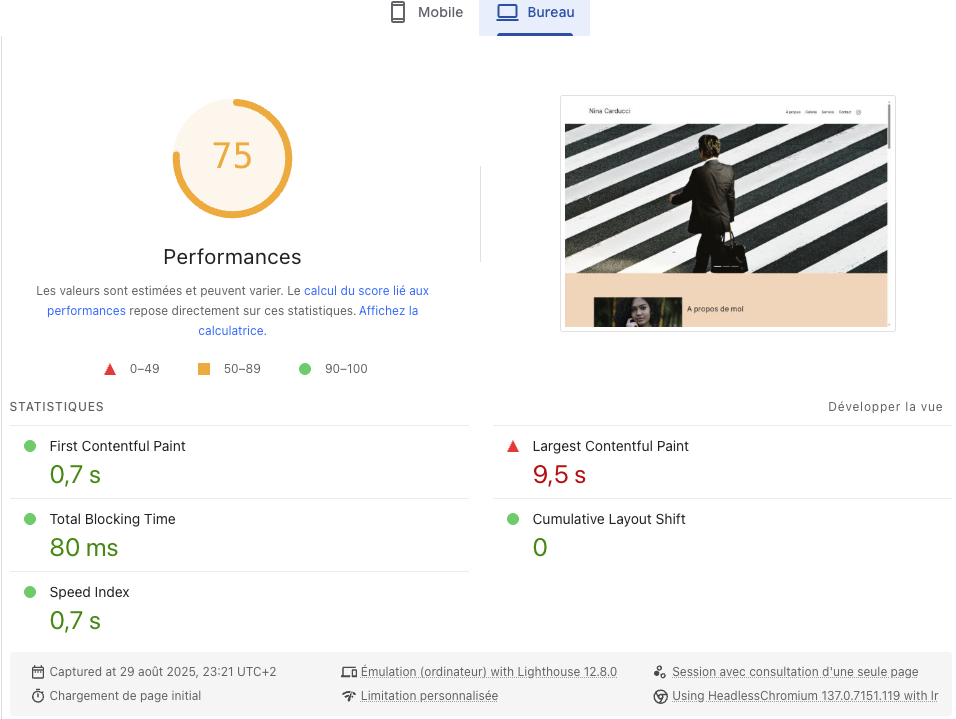 Mobile
Bureau
75
Performances
Les valeurs sont estimées et peuvent varier. Le calcul du score lié aux
performances repose directement sur ces statistiques. Affichez la
calculatrice.
0–49
50–89
90–100
Nina Carducci
A propos
Galerie
Services
Contact
A propos de moi
STATISTIQUES
Développer la vue
First Contentful Paint
0,7 s
Largest Contentful Paint
9,5 s
Total Blocking Time
80 ms
Cumulative Layout Shift
0
Speed Index
0,7 s
Captured at 29 août 2025, 23:21 UTC+2
Émulation (ordinateur) with Lighthouse 12.8.0
Session avec consultation d'une seule page
Chargement de page initial
Limitation personnalisée
Using HeadlessChromium 137.0.7151.119 with lr